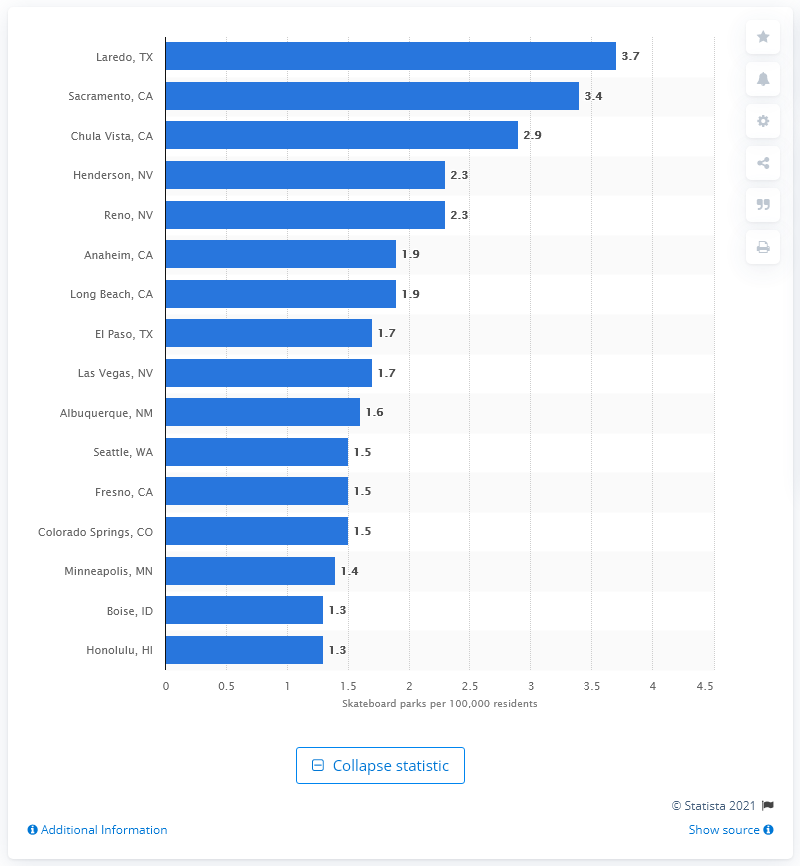 Laredo, TX 3.7
Sacramento, CA 3.4
Chula Vista, CA 2.9
Henderson, NV 2.3
Reno, NV 2.3
Anaheim, CA 1.9
Long Beach, CA 1.9
El Paso, TX 1.7
Las Vegas, NV 1.7
Albuquerque, NM 1.6
Seattle, WA 1.5
Fresno, CA 1.5
Colorado Springs, CO 1.5
Minneapolis, MN 1.4
Boise, ID 1.3
Honolulu, HI 1.3
0 0.5 1 1.5 2 2.5 3 3.5 4 4.5
Skateboard parks per 100,000 residents
Collapse statistic
© Statista 2021
Additional Information Show source